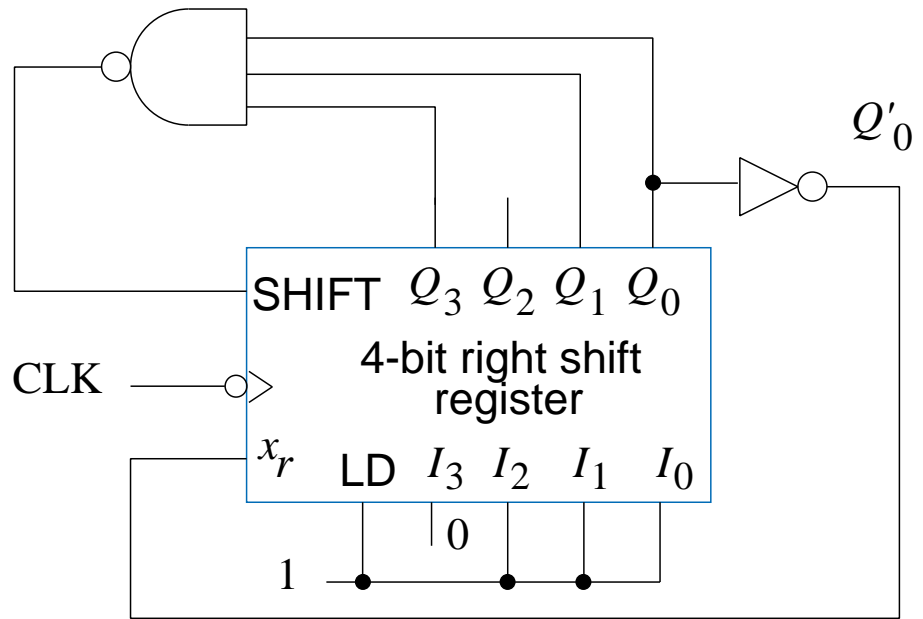 Q′₀
SHIFT Q₃ Q₂ Q₁ Q₀
4-bit right shift
register
CLK
xᵣ LD I₃ I₂ I₁ I₀
0
1